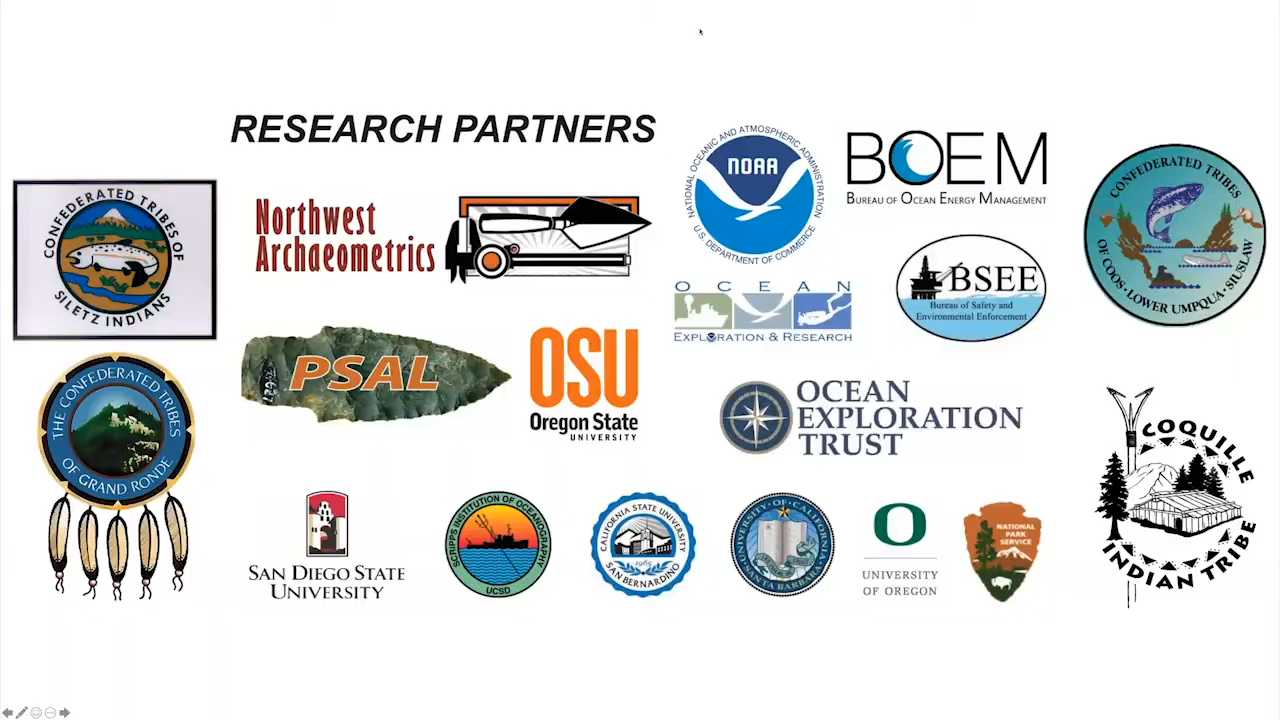 RESEARCH PARTNERS
CONFEDERATED TRIBES OF
SILETZ INDIANS
Northwest
Archaeometrics
NATIONAL OCEANIC AND ATMOSPHERIC ADMINISTRATION
NOAA
U.S. DEPARTMENT OF COMMERCE
BOEM
BUREAU OF OCEAN ENERGY MANAGEMENT
CONFEDERATED TRIBES
OF COOS · LOWER UMPQUA · SIUSLAW
BSEE
Bureau of Safety and
Environmental Enforcement
OCEAN
EXPLORATION & RESEARCH
THE CONFEDERATED TRIBES
OF GRAND RONDE
PSAL
OSU
Oregon State
UNIVERSITY
OCEAN
EXPLORATION
TRUST
COQUILLE
INDIAN TRIBE
SAN DIEGO STATE
UNIVERSITY
SCRIPPS INSTITUTION OF OCEANOGRAPHY
UCSD
CALIFORNIA STATE UNIVERSITY
1965
SAN BERNARDINO
UNIVERSITY · OF · CALIFORNIA
SANTA BARBARA
O
UNIVERSITY
OF OREGON
NATIONAL
PARK
SERVICE